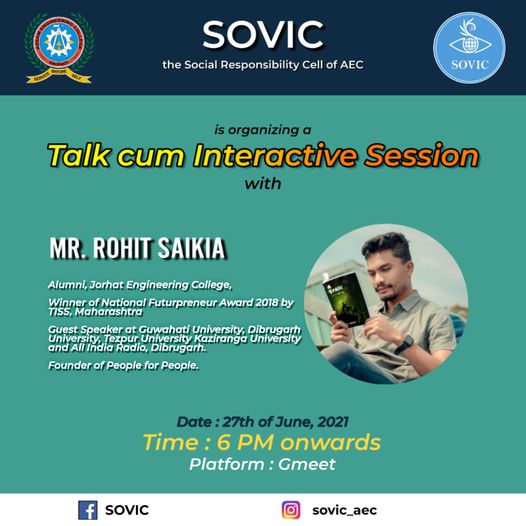 SOVIC
the Social Responsibility Cell of AEC
SERVICE BEFORE SELF
SOVIC
is organizing a
Talk cum Interactive Session
with
MR. ROHIT SAIKIA
Alumni, Jorhat Engineering College,
Winner of National Futurpreneur Award 2018 by
TISS, Maharashtra
Guest Speaker at Guwahati University, Dibrugarh
University, Tezpur University Kaziranga University
and All India Radio, Dibrugarh.
Founder of People for People.
Date : 27th of June, 2021
Time : 6 PM onwards
Platform : Gmeet
SOVIC
sovic_aec